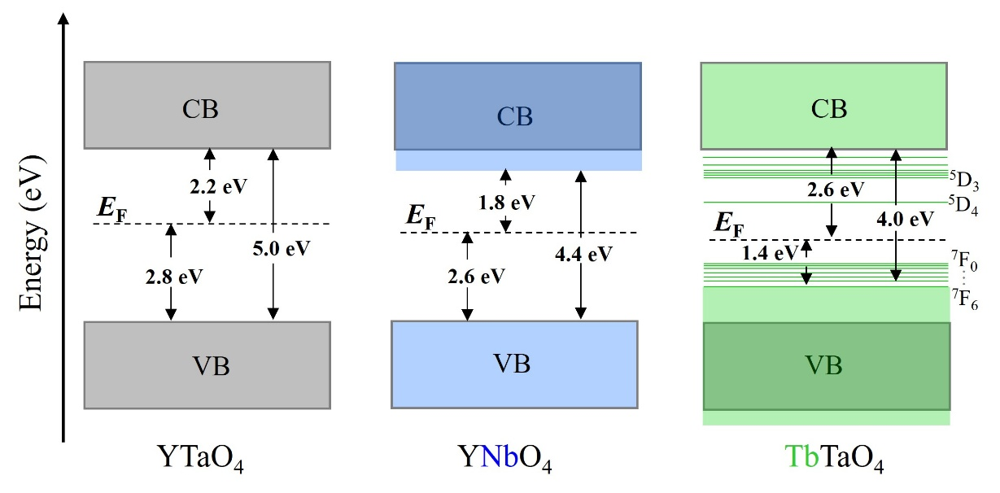 Energy (eV)
CB
2.2 eV
E_F
5.0 eV
2.8 eV
VB
YTaO₄
CB
1.8 eV
E_F
4.4 eV
2.6 eV
VB
YNbO₄
CB
⁵D₃
2.6 eV
⁵D₄
4.0 eV
E_F
1.4 eV
⁷F₀
⋮
⁷F₆
VB
TbTaO₄